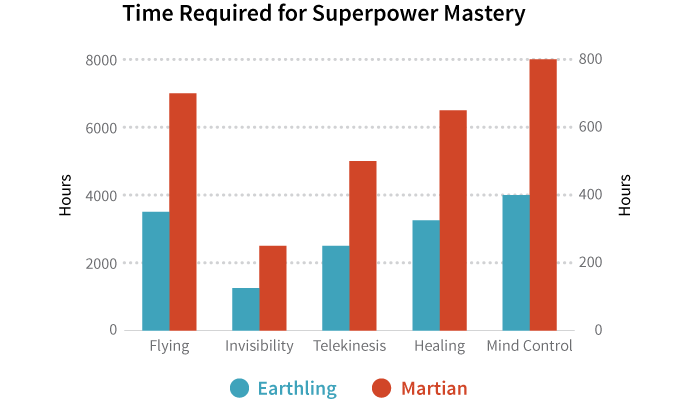 Time Required for Superpower Mastery
8000
6000
4000
2000
0
Hours
800
600
400
200
0
Hours
Flying Invisibility Telekinesis Healing Mind Control
Earthling Martian